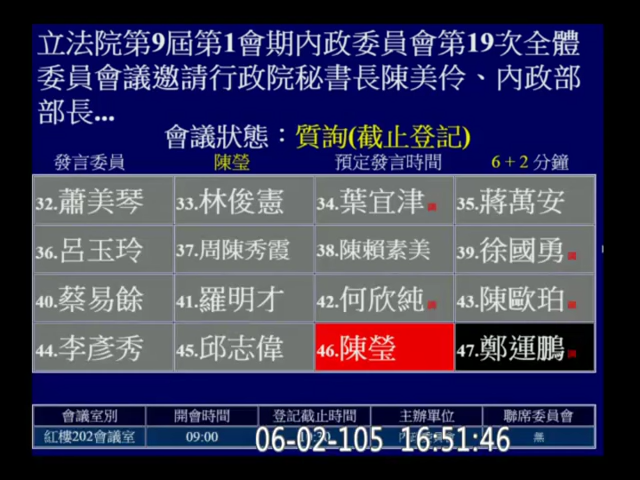 立法院第9屆第1會期內政委員會第19次全體
委員會議邀請行政院秘書長陳美伶、內政部
部長...
會議狀態：質詢(截止登記)
發言委員 陳瑩 預定發言時間 6+2 分鐘
32.蕭美琴 33.林俊憲 34.葉宜津 35.蔣萬安
36.呂玉玲 37.周陳秀霞 38.陳賴素美 39.徐國勇
40.蔡易餘 41.羅明才 42.何欣純 43.陳歐珀
44.李彥秀 45.邱志偉 46.陳瑩 47.鄭運鵬
會議室別 開會時間 登記截止時間 主辦單位 聯席委員會
紅樓202會議室 09:00 無
06-02-105 16:51:46